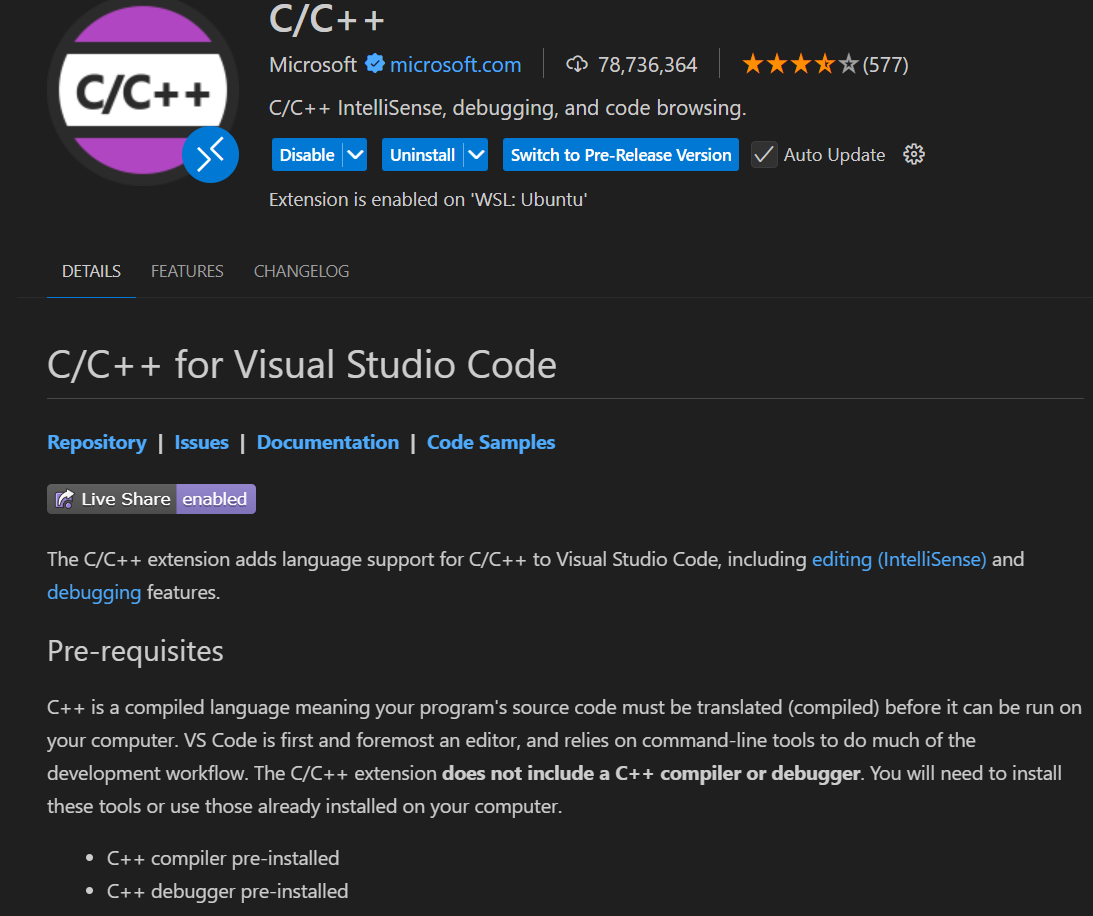 C/C++
C/C++
Microsoft microsoft.com 78,736,364 (577)
C/C++ IntelliSense, debugging, and code browsing.
Disable Uninstall Switch to Pre-Release Version Auto Update
Extension is enabled on 'WSL: Ubuntu'
DETAILS FEATURES CHANGELOG
C/C++ for Visual Studio Code
Repository | Issues | Documentation | Code Samples
Live Share enabled
The C/C++ extension adds language support for C/C++ to Visual Studio Code, including editing (IntelliSense) and
debugging features.
Pre-requisites
C++ is a compiled language meaning your program's source code must be translated (compiled) before it can be run on
your computer. VS Code is first and foremost an editor, and relies on command-line tools to do much of the
development workflow. The C/C++ extension does not include a C++ compiler or debugger. You will need to install
these tools or use those already installed on your computer.
• C++ compiler pre-installed
• C++ debugger pre-installed